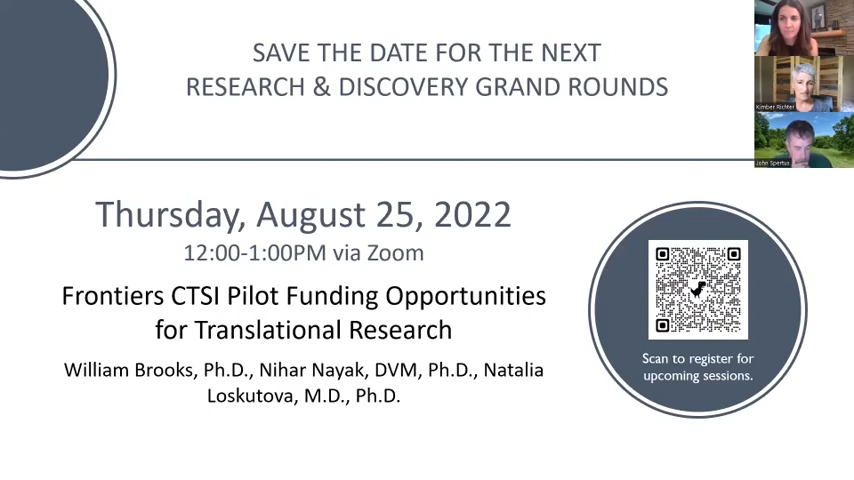 SAVE THE DATE FOR THE NEXT
RESEARCH & DISCOVERY GRAND ROUNDS
Kimber Richter
John Spertus
Thursday, August 25, 2022
12:00-1:00PM via Zoom
Frontiers CTSI Pilot Funding Opportunities
for Translational Research
William Brooks, Ph.D., Nihar Nayak, DVM, Ph.D., Natalia
Loskutova, M.D., Ph.D.
Scan to register for
upcoming sessions.